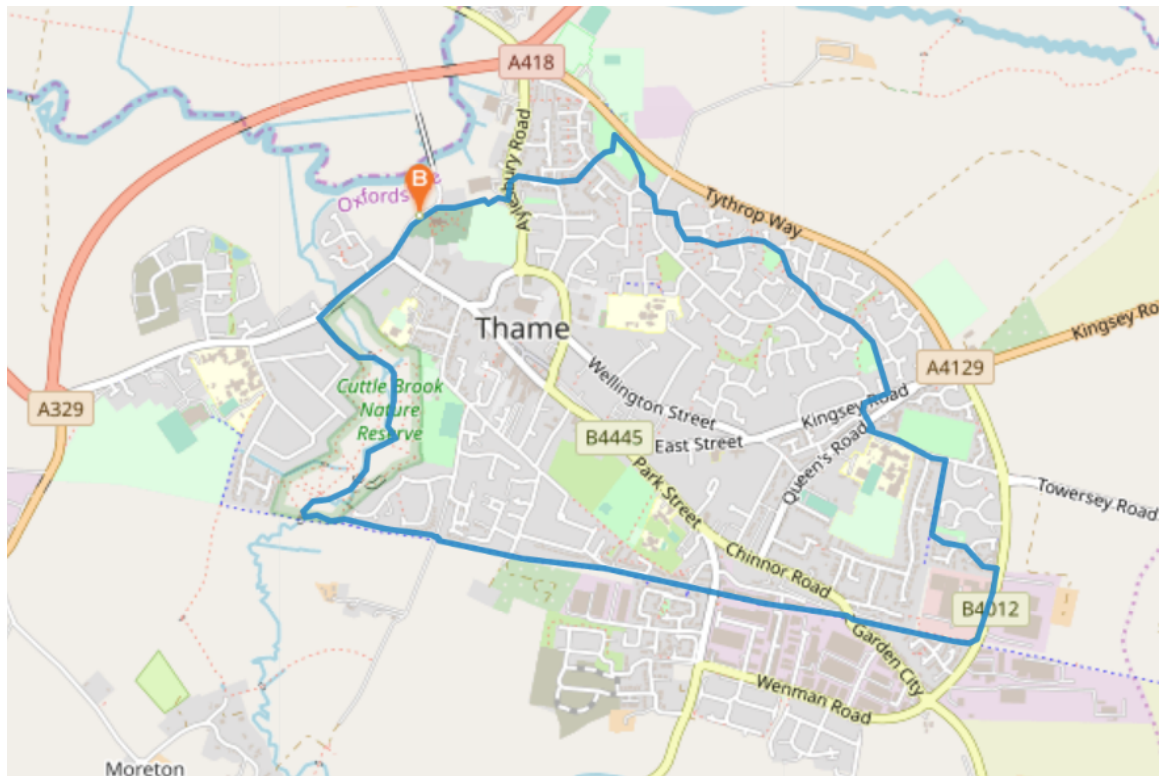 A418
Aylesbury Road
B
Tythrop Way
Thame
Kingsey Ro
A4129
A329
Cuttle Brook
Nature
Reserve
Wellington Street
Kingsey Road
B4445
East Street
Queen's Road
Park Street
Towersey Road
Chinnor Road
B4012
Garden City
Wenman Road
Moreton